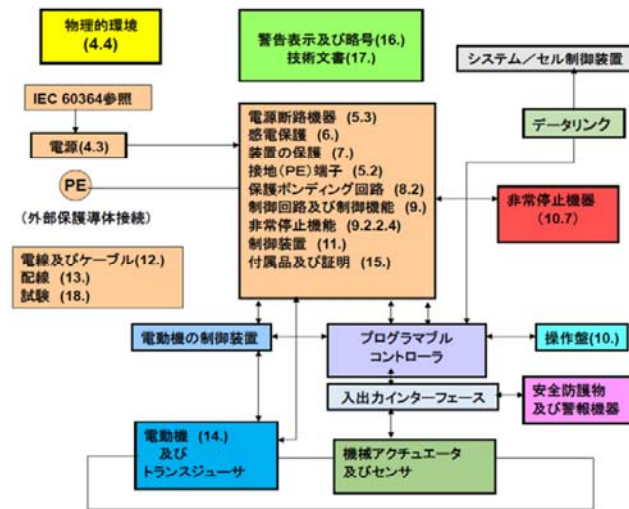 物理的環境
(4.4)
警告表示及び略号(16.)
技術文書(17.)
システム／セル制御装置
IEC 60364参照
データリンク
電源(4.3)
PE
(外部保護導体接続)
電源断路機器 (5.3)
感電保護 (6.)
装置の保護 (7.)
接地(PE)端子 (5.2)
保護ボンディング回路 (8.2)
制御回路及び制御機能 (9.)
非常停止機能 (9.2.2.4)
制御装置 (11.)
付属品及び証明 (15.)
非常停止機器
(10.7)
電線及びケーブル(12.)
配線 (13.)
試験 (18.)
電動機の制御装置
プログラマブル
コントローラ
操作盤(10.)
入出力インターフェース
安全防護物
及び警報機器
電動機 (14.)
及び
トランスジューサ
機械アクチュエータ
及びセンサ